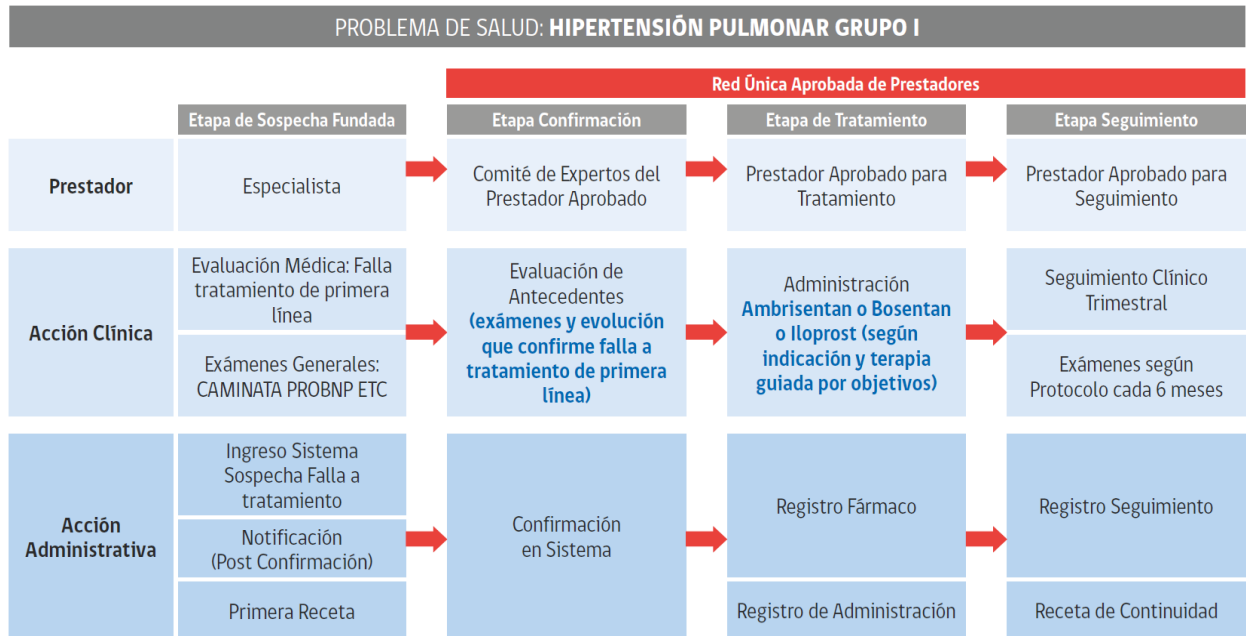 PROBLEMA DE SALUD: HIPERTENSIÓN PULMONAR GRUPO I
Red Única Aprobada de Prestadores
Etapa de Sospecha Fundada
Etapa Confirmación
Etapa de Tratamiento
Etapa Seguimiento
Prestador
Especialista
Comité de Expertos del
Prestador Aprobado
Prestador Aprobado para
Tratamiento
Prestador Aprobado para
Seguimiento
Acción Clínica
Evaluación Médica: Falla
tratamiento de primera
línea
Exámenes Generales:
CAMINATA PROBNP ETC
Evaluación de
Antecedentes
(exámenes y evolución
que confirme falla a
tratamiento de primera
línea)
Administración
Ambrisentan o Bosentan
o Iloprost (según
indicación y terapia
guiada por objetivos)
Seguimiento Clínico
Trimestral
Exámenes según
Protocolo cada 6 meses
Acción
Administrativa
Ingreso Sistema
Sospecha Falla a
tratamiento
Notificación
(Post Confirmación)
Primera Receta
Confirmación
en Sistema
Registro Fármaco
Registro de Administración
Registro Seguimiento
Receta de Continuidad